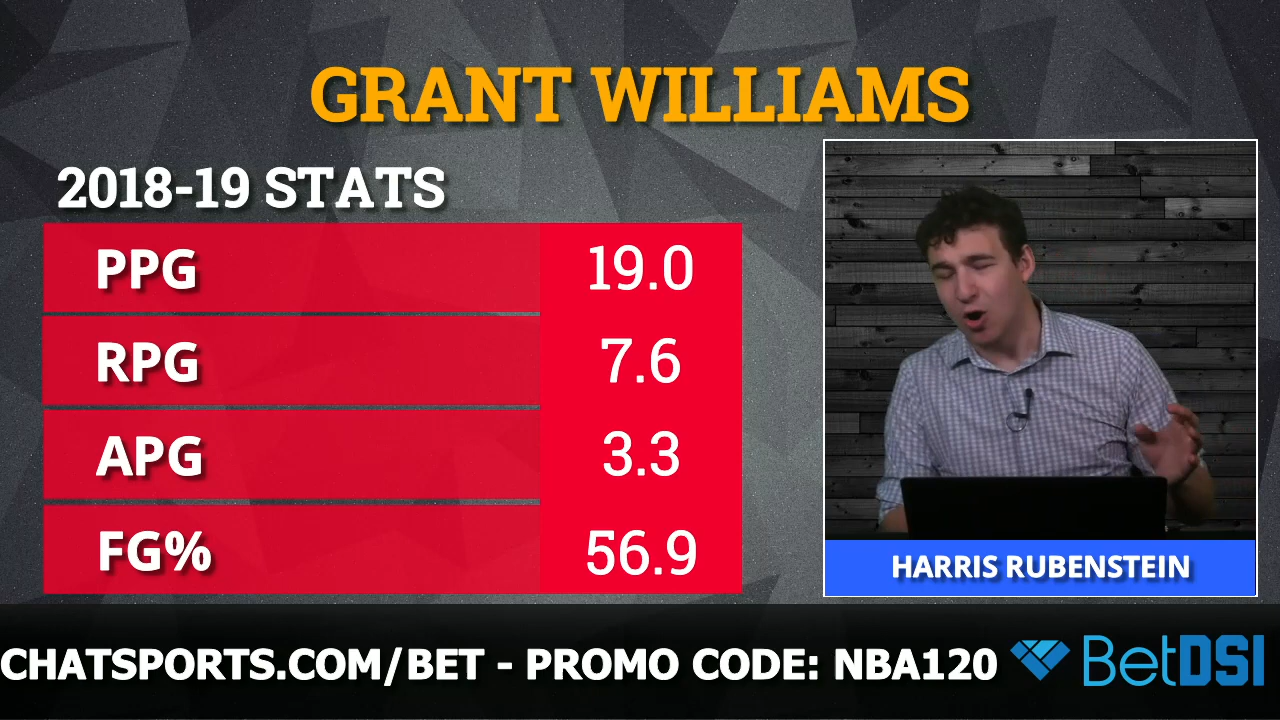 GRANT WILLIAMS
2018-19 STATS
PPG 19.0
RPG 7.6
APG 3.3
FG% 56.9
HARRIS RUBENSTEIN
CHATSPORTS.COM/BET - PROMO CODE: NBA120 BetDSI